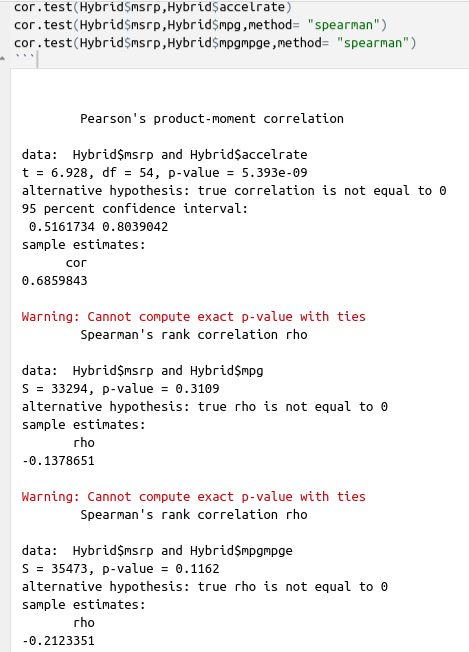 cor.test(Hybrid$msrp,Hybrid$accelrate)
cor.test(Hybrid$msrp,Hybrid$mpg,method= "spearman")
cor.test(Hybrid$msrp,Hybrid$mpgmpge,method= "spearman")
```
Pearson's product-moment correlation
data:  Hybrid$msrp and Hybrid$accelrate
t = 6.928, df = 54, p-value = 5.393e-09
alternative hypothesis: true correlation is not equal to 0
95 percent confidence interval:
0.5161734 0.8039042
sample estimates:
cor
0.6859843
Warning: Cannot compute exact p-value with ties
Spearman's rank correlation rho
data:  Hybrid$msrp and Hybrid$mpg
S = 33294, p-value = 0.3109
alternative hypothesis: true rho is not equal to 0
sample estimates:
rho
-0.1378651
Warning: Cannot compute exact p-value with ties
Spearman's rank correlation rho
data:  Hybrid$msrp and Hybrid$mpgmpge
S = 35473, p-value = 0.1162
alternative hypothesis: true rho is not equal to 0
sample estimates:
rho
-0.2123351